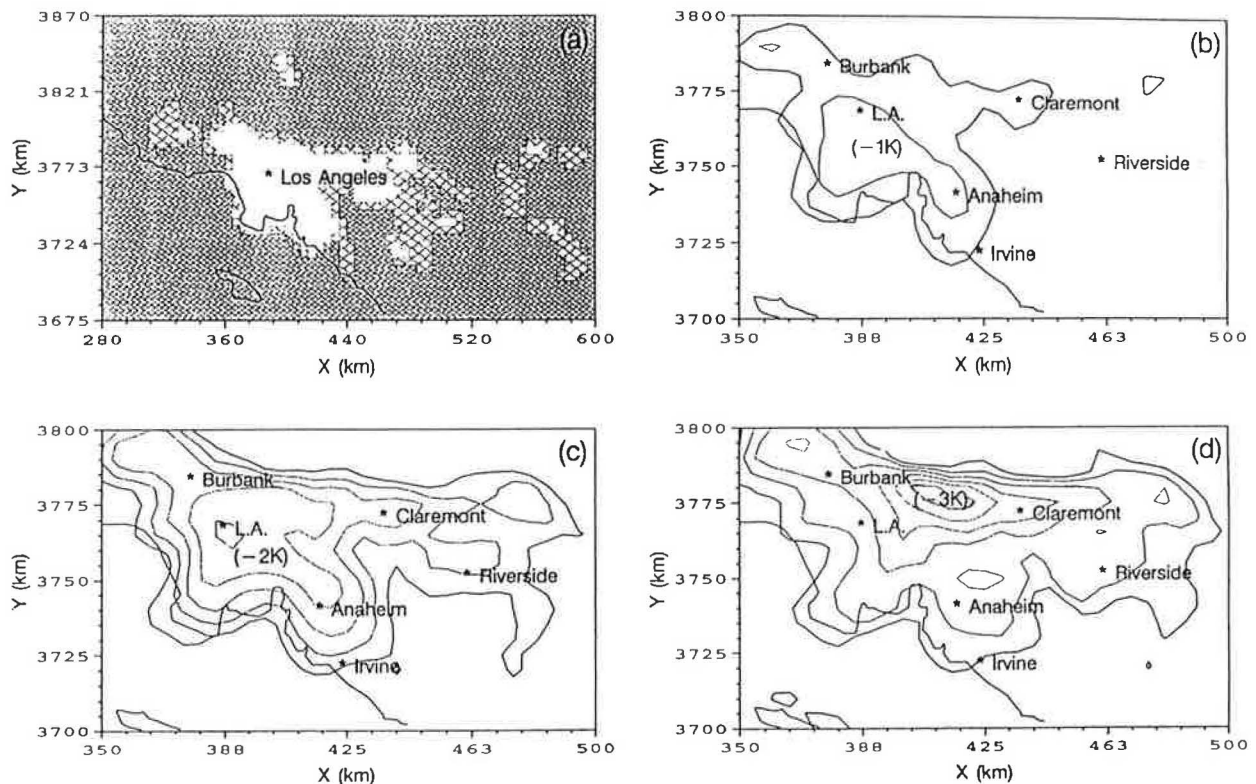 (a)
3870
3821
3773
3724
3675
Y (km)
Los Angeles
280
360
440
520
600
X (km)
(b)
3800
3775
3750
3725
3700
Y (km)
Burbank
Claremont
L.A.
(−1K)
Riverside
Anaheim
Irvine
350
388
425
463
500
X (km)
(c)
3800
3775
3750
3725
3700
Y (km)
Burbank
Claremont
L.A.
(−2K)
Riverside
Anaheim
Irvine
350
388
425
463
500
X (km)
(d)
3800
3775
3750
3725
3700
Y (km)
Burbank
(−3K)
Claremont
L.A.
Riverside
Anaheim
Irvine
350
388
425
463
500
X (km)